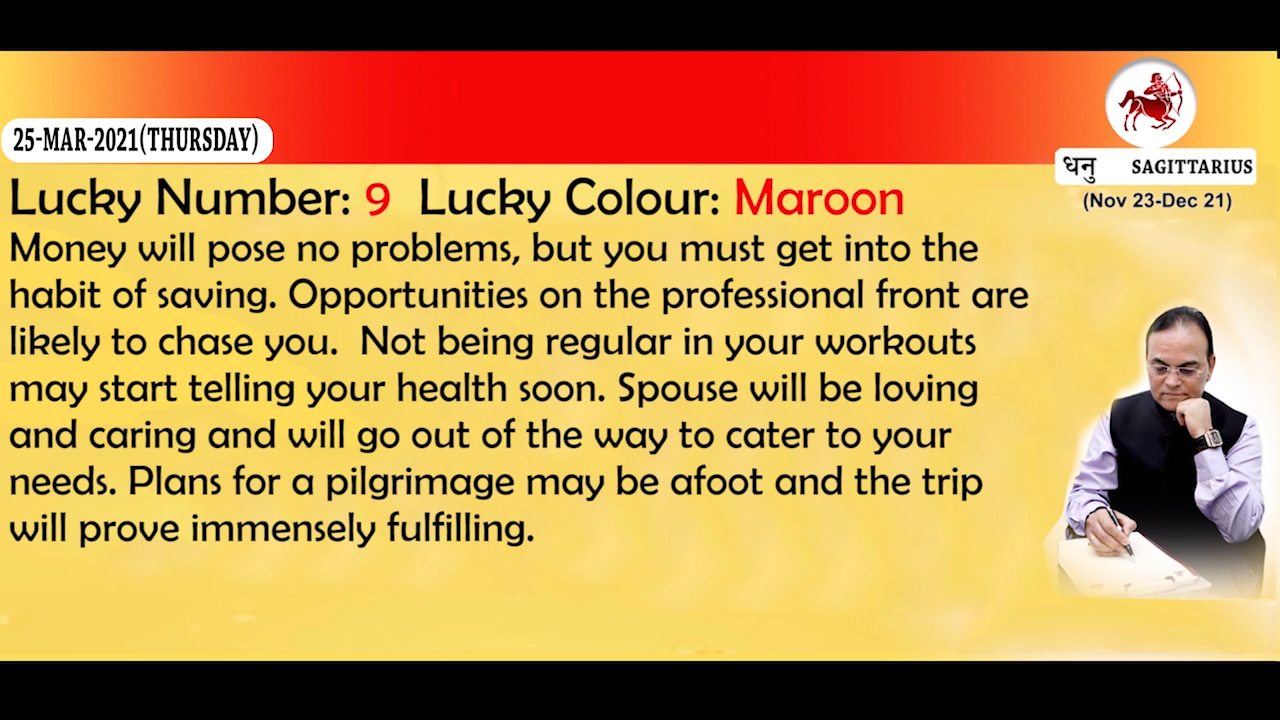 25-MAR-2021(THURSDAY)
धनु SAGITTARIUS
(Nov 23-Dec 21)
Lucky Number: 9 Lucky Colour: Maroon
Money will pose no problems, but you must get into the
habit of saving. Opportunities on the professional front are
likely to chase you. Not being regular in your workouts
may start telling your health soon. Spouse will be loving
and caring and will go out of the way to cater to your
needs. Plans for a pilgrimage may be afoot and the trip
will prove immensely fulfilling.